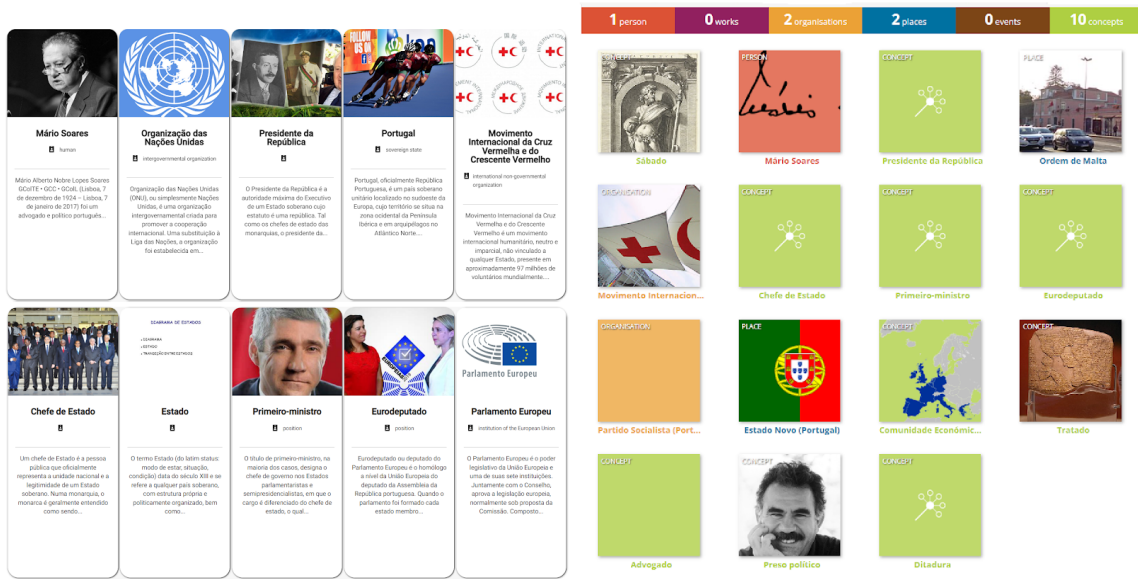 1 person
0 works
2 organisations
2 places
0 events
10 concepts
FOLLOW
US ON
Mário Soares
human
Mário Alberto Nobre Lopes Soares
GColTE • GCC • GColL (Lisboa, 7
de dezembro de 1924 – Lisboa, 7
de janeiro de 2017) foi um
advogado e político português...
Organização das
Nações Unidas
intergovernmental organization
Organização das Nações Unidas
(ONU), ou simplesmente Nações
Unidas, é uma organização
intergovernamental criada para
promover a cooperação
internacional. Uma substituição à
Liga das Nações, a organização
foi estabelecida em...
Presidente da
República
O Presidente da República é a
autoridade máxima do Executivo
de um Estado soberano cujo
estatuto é uma república. Tal
como os chefes de estado das
monarquias, o presidente da...
Portugal
sovereign state
Portugal, oficialmente República
Portuguesa, é um país soberano
unitário localizado no sudoeste da
Europa, cujo território se situa na
zona ocidental da Península
Ibérica e em arquipélagos no
Atlântico Norte....
Movimento
Internacional da Cruz
Vermelha e do
Crescente Vermelho
international non-governmental
organization
Movimento Internacional da Cruz
Vermelha e do Crescente
Vermelho é um movimento
internacional humanitário, neutro e
imparcial, não vinculado a
qualquer Estado, presente em
aproximadamente 97 milhões de
voluntários mundialmente....
Chefe de Estado
Um chefe de Estado é a pessoa
pública que oficialmente
representa a unidade nacional e a
legitimidade de um Estado
soberano. Numa monarquia, o
monarca é geralmente entendido
como sendo...
DIAGRAMA DE ESTADOS
DIAGRAMA
ESTADO
TRANSIÇÃO ENTRE ESTADOS
Estado
O termo Estado (do latim status:
modo de estar, situação,
condição) data do século XIII e se
refere a qualquer país soberano,
com estrutura própria e
politicamente organizado, bem
como...
Primeiro-ministro
position
O título de primeiro-ministro, na
maioria dos casos, designa o
chefe de governo nos Estados
parlamentaristas e
semipresidencialistas, em que o
cargo é diferenciado do chefe de
estado, o qual...
Eurodeputado
position
Eurodeputado ou deputado do
Parlamento Europeu é o homólogo
a nível da União Europeia do
deputado da Assembleia da
República portuguesa. Quando o
parlamento foi formado cada
estado membro...
Parlamento Europeu
Parlamento Europeu
institution of the European Union
O Parlamento Europeu é o poder
legislativo da União Europeia e
uma de suas sete instituições.
Juntamente com o Conselho,
aprova a legislação europeia,
normalmente sob proposta da
Comissão. Composto...
CONCEPT
Sábado
PERSON
Mário Soares
CONCEPT
Presidente da República
PLACE
Ordem de Malta
ORGANISATION
Movimento Internacion...
CONCEPT
Chefe de Estado
CONCEPT
Primeiro-ministro
CONCEPT
Eurodeputado
ORGANISATION
Partido Socialista (Port...
PLACE
Estado Novo (Portugal)
CONCEPT
Comunidade Económic...
CONCEPT
Tratado
CONCEPT
Advogado
CONCEPT
Preso político
CONCEPT
Ditadura